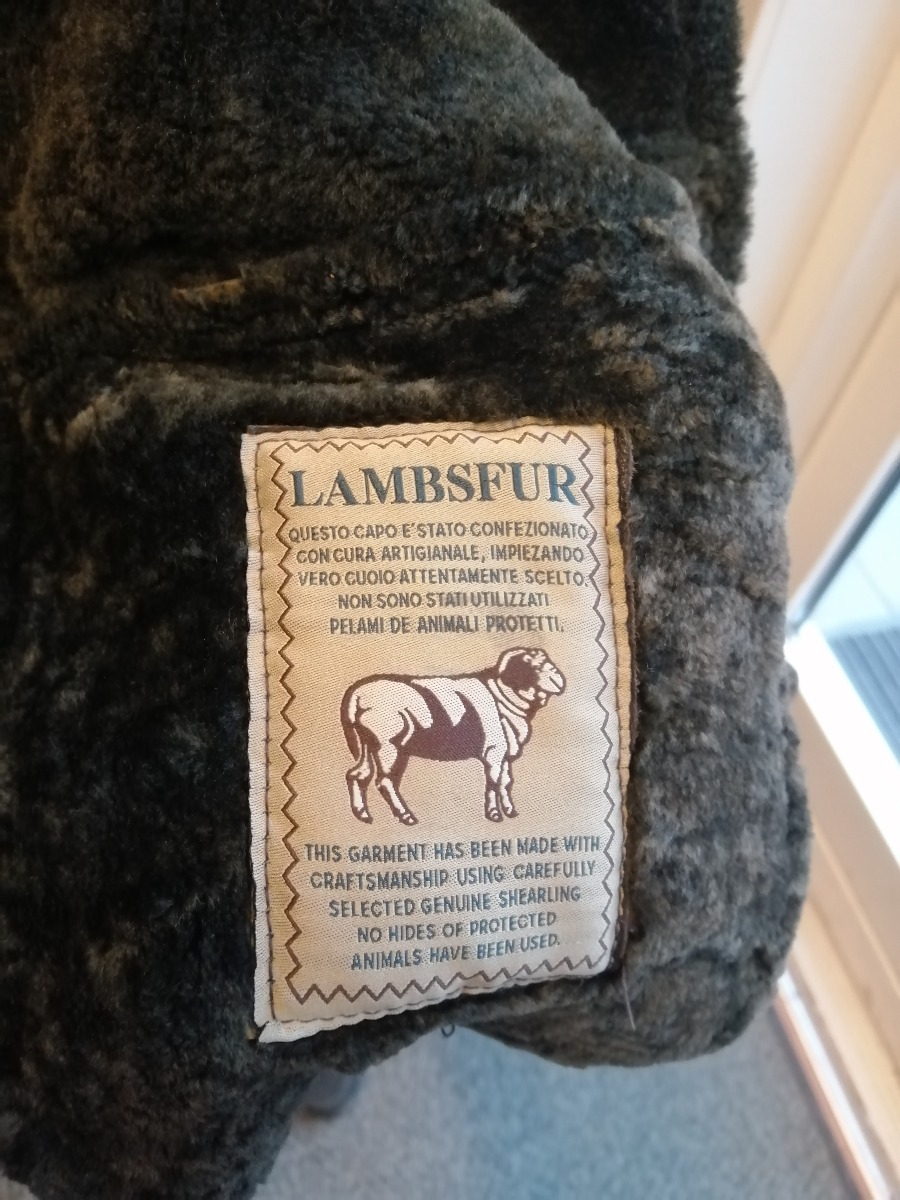 LAMBSFUR
QUESTO CAPO E'STATO CONFEZIONATO
CON CURA ARTIGIANALE, IMPIEZANDO
VERO CUOIO ATTENTAMENTE SCELTO.
NON SONO STATI UTILIZZATI
PELAMI DE ANIMALI PROTETTI.
THIS GARMENT HAS BEEN MADE WITH
CRAFTSMANSHIP USING CAREFULLY
SELECTED GENUINE SHEARLING
NO HIDES OF PROTECTED
ANIMALS HAVE BEEN USED.